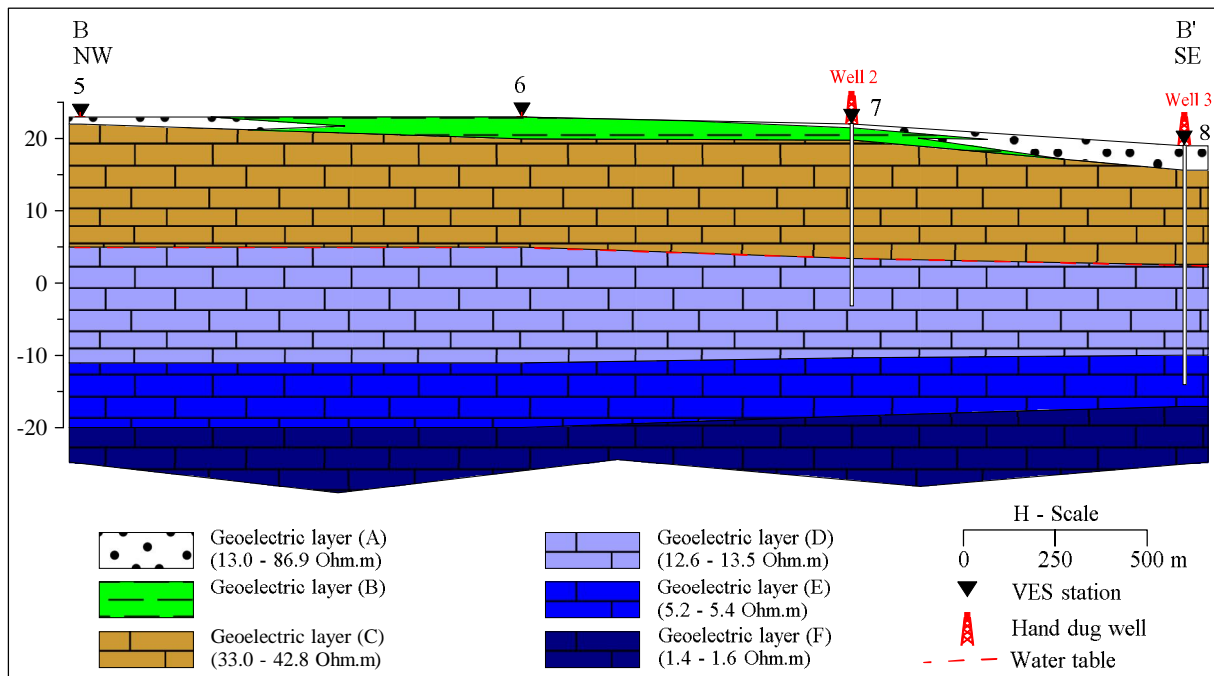 B
NW
B'
SE
5
6
Well 2
7
Well 3
8
20
10
0
-10
-20
Geoelectric layer (A)
(13.0 - 86.9 Ohm.m)
Geoelectric layer (B)
Geoelectric layer (C)
(33.0 - 42.8 Ohm.m)
Geoelectric layer (D)
(12.6 - 13.5 Ohm.m)
Geoelectric layer (E)
(5.2 - 5.4 Ohm.m)
Geoelectric layer (F)
(1.4 - 1.6 Ohm.m)
H - Scale
0 250 500 m
VES station
Hand dug well
Water table